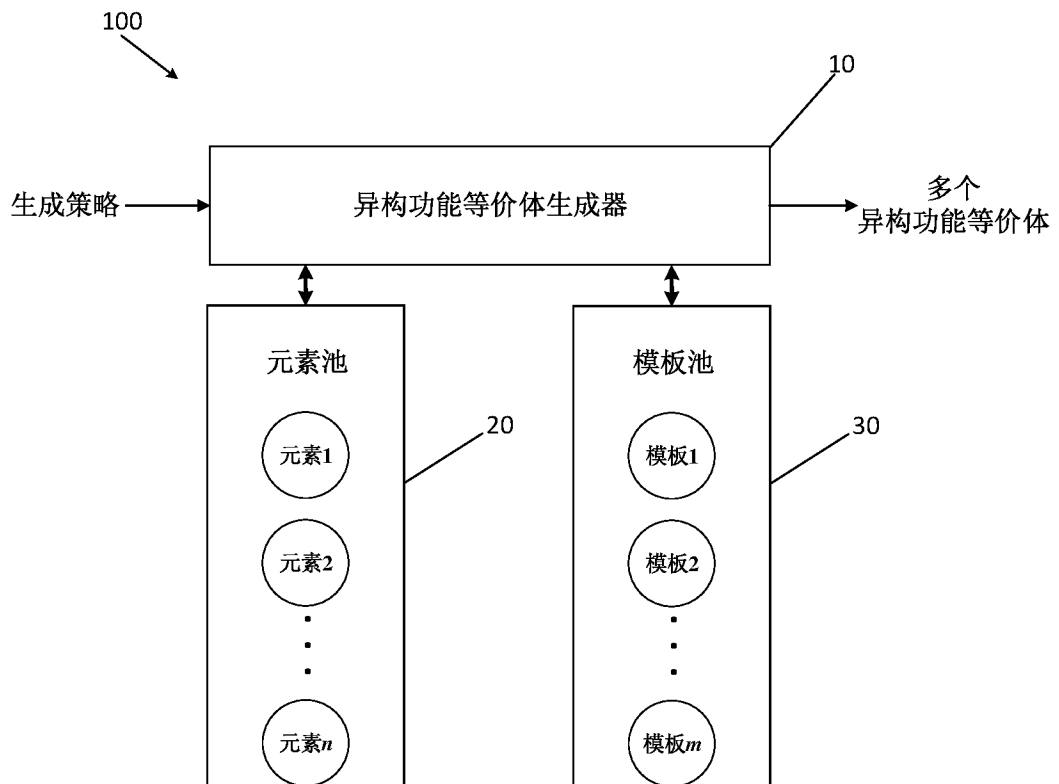 100
10
生成策略
异构功能等价体生成器
多个
异构功能等价体
元素池
模板池
20
30
元素1
模板1
元素2
模板2
元素n
模板m